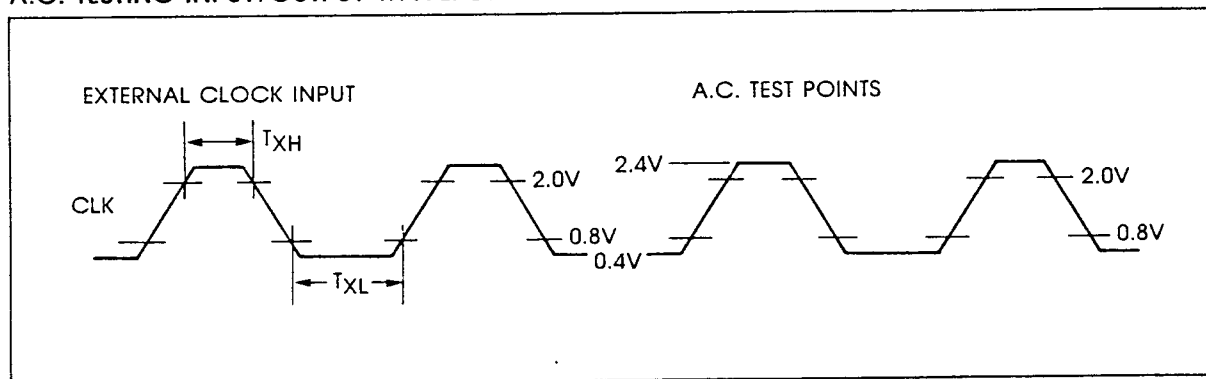 EXTERNAL CLOCK INPUT
A.C. TEST POINTS
TXH
2.4V
2.0V
2.0V
CLK
0.8V
0.8V
0.4V
TXL